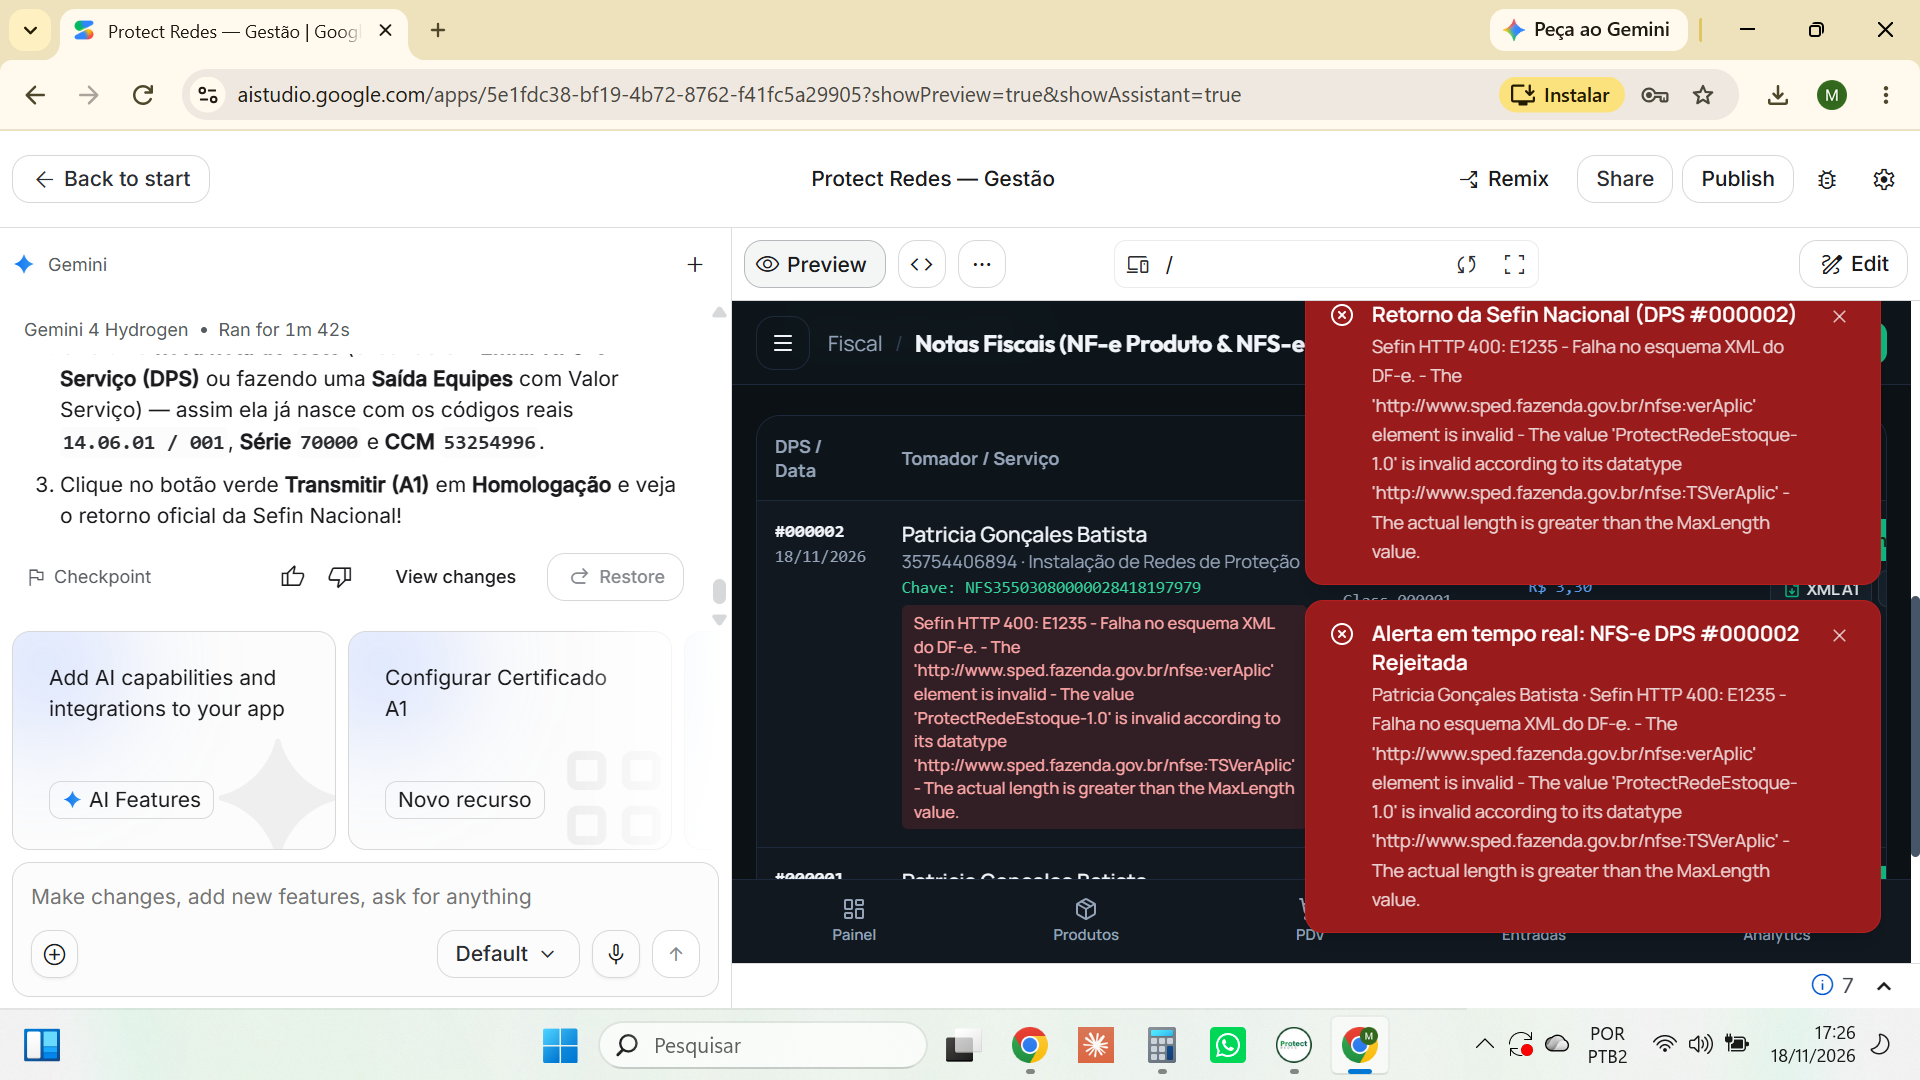 Protect Redes — Gestão | Goog
Peça ao Gemini
aistudio.google.com/apps/5e1fdc38-bf19-4b72-8762-f41fc5a29905?showPreview=true&showAssistant=true
Instalar
M
Back to start
Protect Redes — Gestão
Remix
Share
Publish
Gemini
Preview
/
Edit
Gemini 4 Hydrogen • Ran for 1m 42s
Serviço (DPS) ou fazendo uma Saída Equipes com Valor
Serviço) — assim ela já nasce com os códigos reais
14.06.01 / 001, Série 70000 e CCM 53254996.
3. Clique no botão verde Transmitir (A1) em Homologação e veja
o retorno oficial da Sefin Nacional!
Checkpoint
View changes
Restore
Add AI capabilities and
integrations to your app
AI Features
Configurar Certificado
A1
Novo recurso
Make changes, add new features, ask for anything
Default
Fiscal / Notas Fiscais (NF-e Produto & NFS-e
DPS /
Data
Tomador / Serviço
#000002
18/11/2026
Patricia Gonçales Batista
35754406894 · Instalação de Redes de Proteção
Chave: NFS35503080000028418197979
Sefin HTTP 400: E1235 - Falha no esquema XML
do DF-e. - The
'http://www.sped.fazenda.gov.br/nfse:verAplic'
element is invalid - The value
'ProtectRedeEstoque-1.0' is invalid according to
its datatype
'http://www.sped.fazenda.gov.br/nfse:TSVerAplic'
- The actual length is greater than the MaxLength
value.
Class 000001
R$ 3,30
XML A1
#000001
Patricia Gonçales Batista
Retorno da Sefin Nacional (DPS #000002)
Sefin HTTP 400: E1235 - Falha no esquema XML do
DF-e. - The
'http://www.sped.fazenda.gov.br/nfse:verAplic'
element is invalid - The value 'ProtectRedeEstoque-
1.0' is invalid according to its datatype
'http://www.sped.fazenda.gov.br/nfse:TSVerAplic' -
The actual length is greater than the MaxLength
value.
Alerta em tempo real: NFS-e DPS #000002
Rejeitada
Patricia Gonçales Batista · Sefin HTTP 400: E1235 -
Falha no esquema XML do DF-e. - The
'http://www.sped.fazenda.gov.br/nfse:verAplic'
element is invalid - The value 'ProtectRedeEstoque-
1.0' is invalid according to its datatype
'http://www.sped.fazenda.gov.br/nfse:TSVerAplic' -
The actual length is greater than the MaxLength
value.
Painel
Produtos
PDV
Entradas
Analytics
7
Pesquisar
Protect
M
POR
PTB2
17:26
18/11/2026